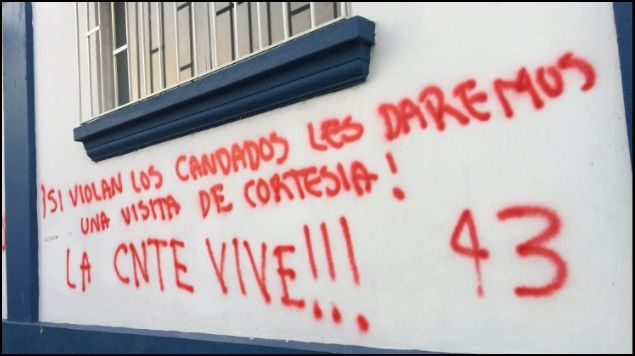 ¡SI VIOLAN LOS CANDADOS LES DAREMOS
UNA VISITA DE CORTESIA!
LA CNTE VIVE!!! 43